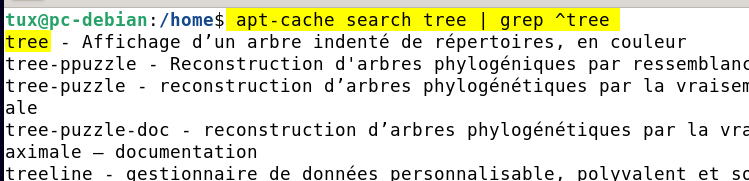 tux@pc-debian:/home$ apt-cache search tree | grep ^tree
tree - Affichage d’un arbre indenté de répertoires, en couleur
tree-ppuzzle - Reconstruction d'arbres phylogéniques par ressemblanc
tree-puzzle - reconstruction d’arbres phylogénétiques par la vraisem
ale
tree-puzzle-doc - reconstruction d’arbres phylogénétiques par la vra
aximale – documentation
treeline - gestionnaire de données personnalisable, polyvalent et so